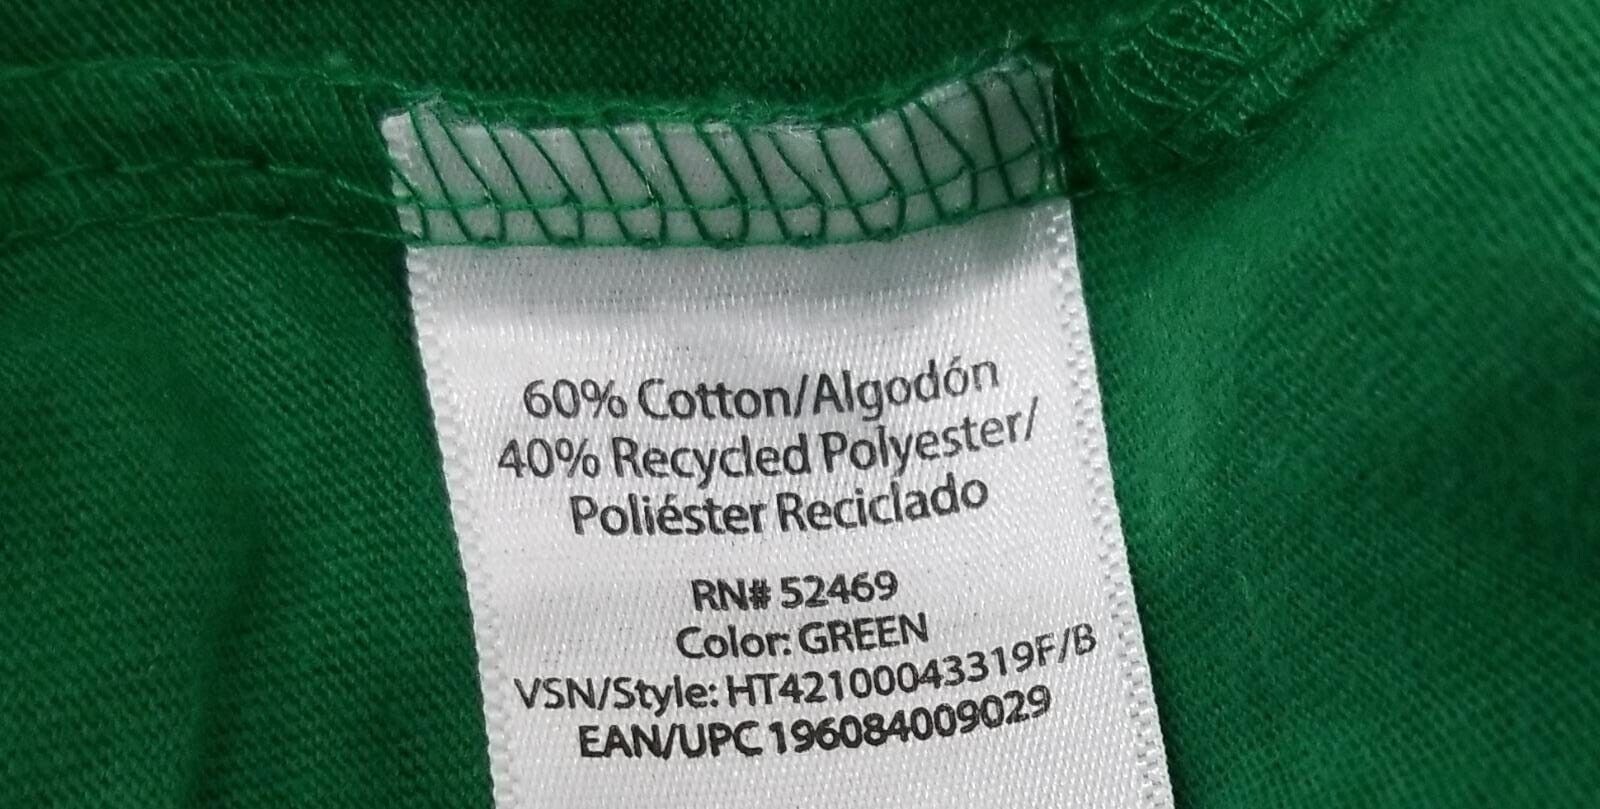 60% Cotton/Algodón
40% Recycled Polyester/
Poliéster Reciclado
RN# 52469
Color: GREEN
VSN/Style: HT42100043319F/B
EAN/UPC 196084009029